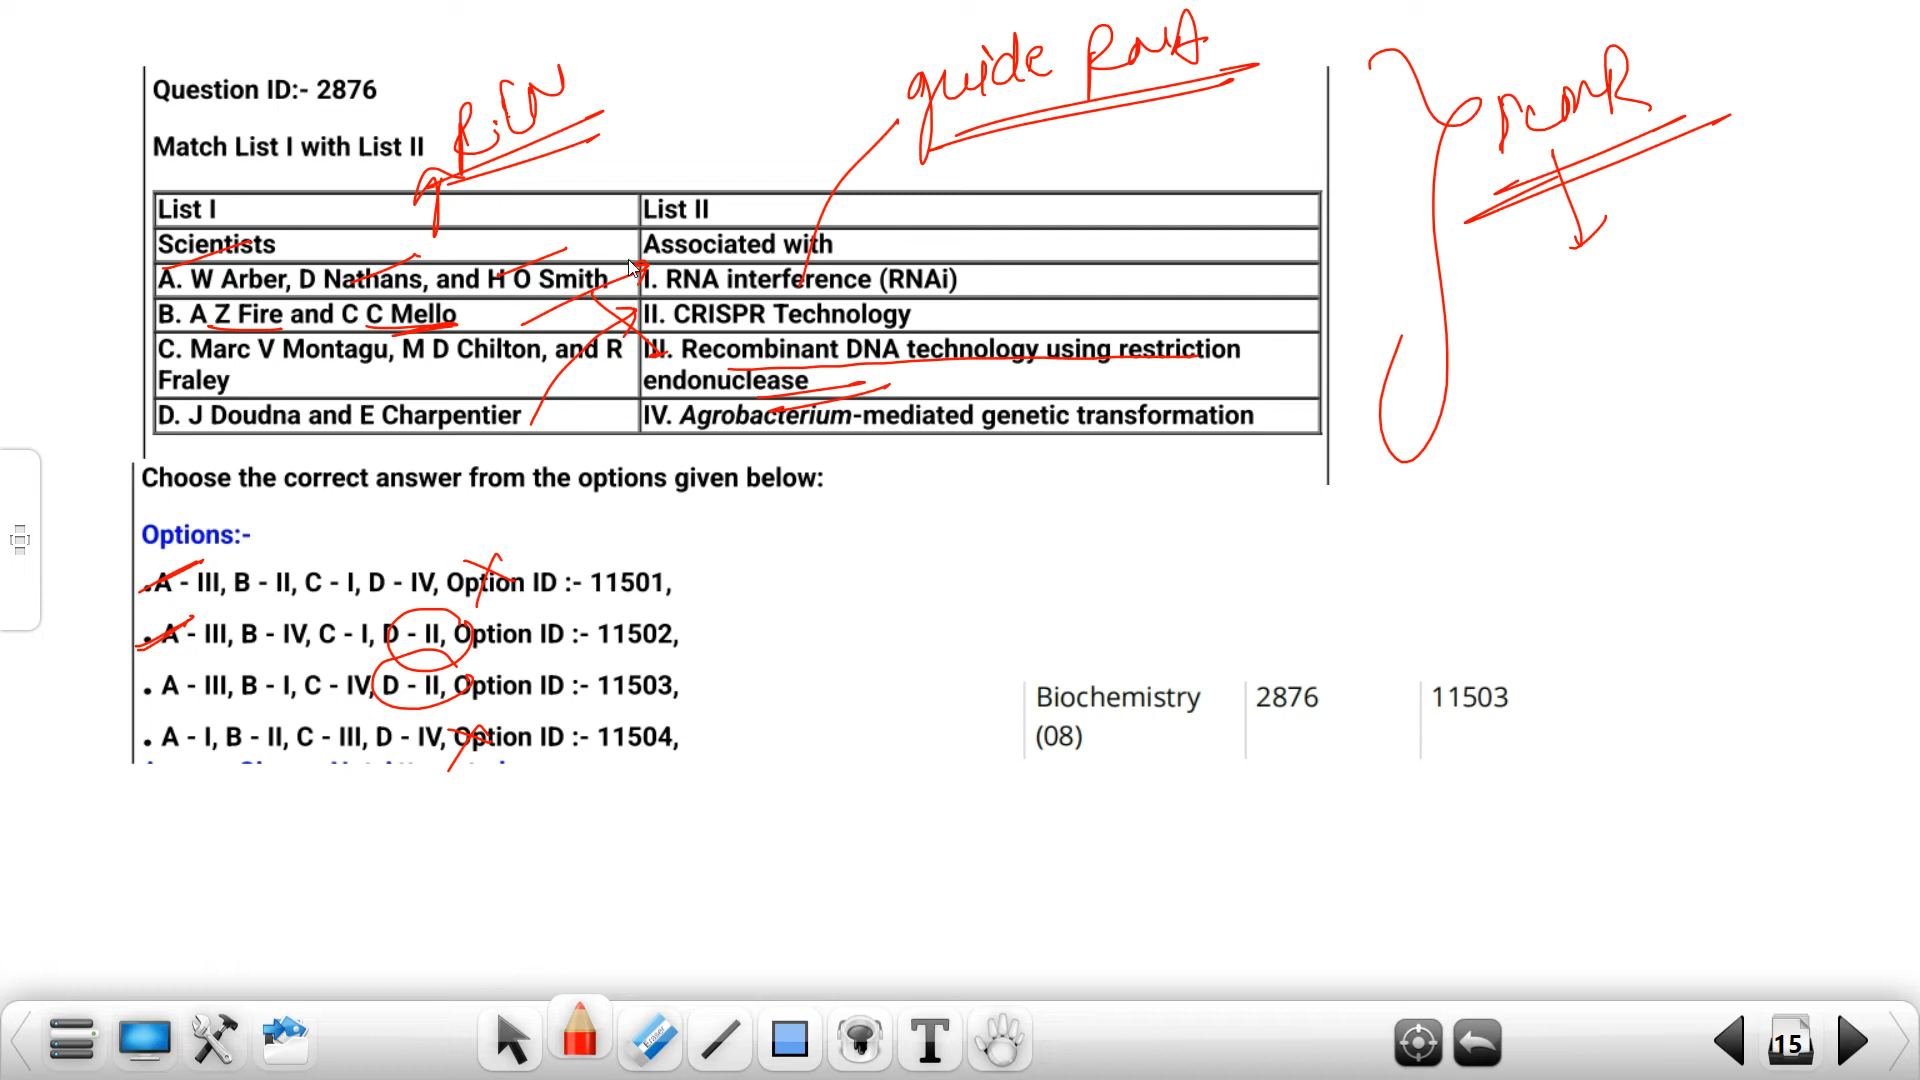 guide RNA
Question ID:- 2876
Match List I with List II
List I
List II
Scientists
Associated with
A. W Arber, D Nathans, and H O Smith
I. RNA interference (RNAi)
B. A Z Fire and C C Mello
II. CRISPR Technology
C. Marc V Montagu, M D Chilton, and R Fraley
III. Recombinant DNA technology using restriction endonuclease
D. J Doudna and E Charpentier
IV. Agrobacterium-mediated genetic transformation
Choose the correct answer from the options given below:
Options:-
. A - III, B - II, C - I, D - IV, Option ID :- 11501,
. A - III, B - IV, C - I, D - II, Option ID :- 11502,
. A - III, B - I, C - IV, D - II, Option ID :- 11503,
. A - I, B - II, C - III, D - IV, Option ID :- 11504,
Biochemistry (08)
2876
11503
Eraser
T
15